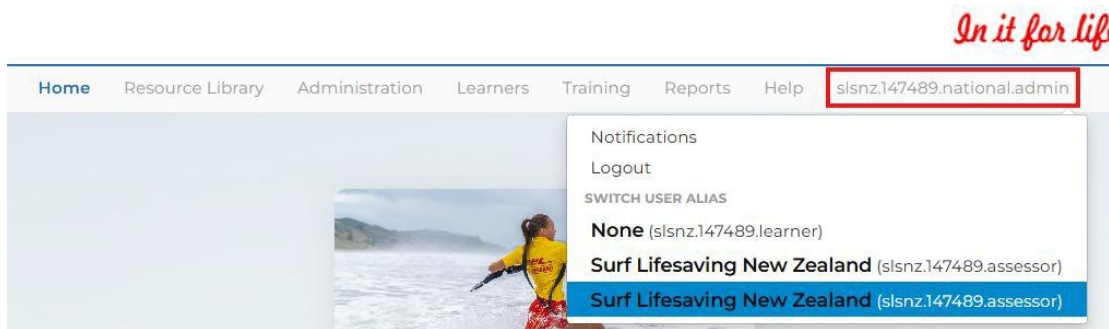 In it for life
Home Resource Library Administration Learners Training Reports Help slsnz.147489.national.admin
Notifications
Logout
SWITCH USER ALIAS
None (slsnz.147489.learner)
Surf Lifesaving New Zealand (slsnz.147489.assessor)
Surf Lifesaving New Zealand (slsnz.147489.assessor)